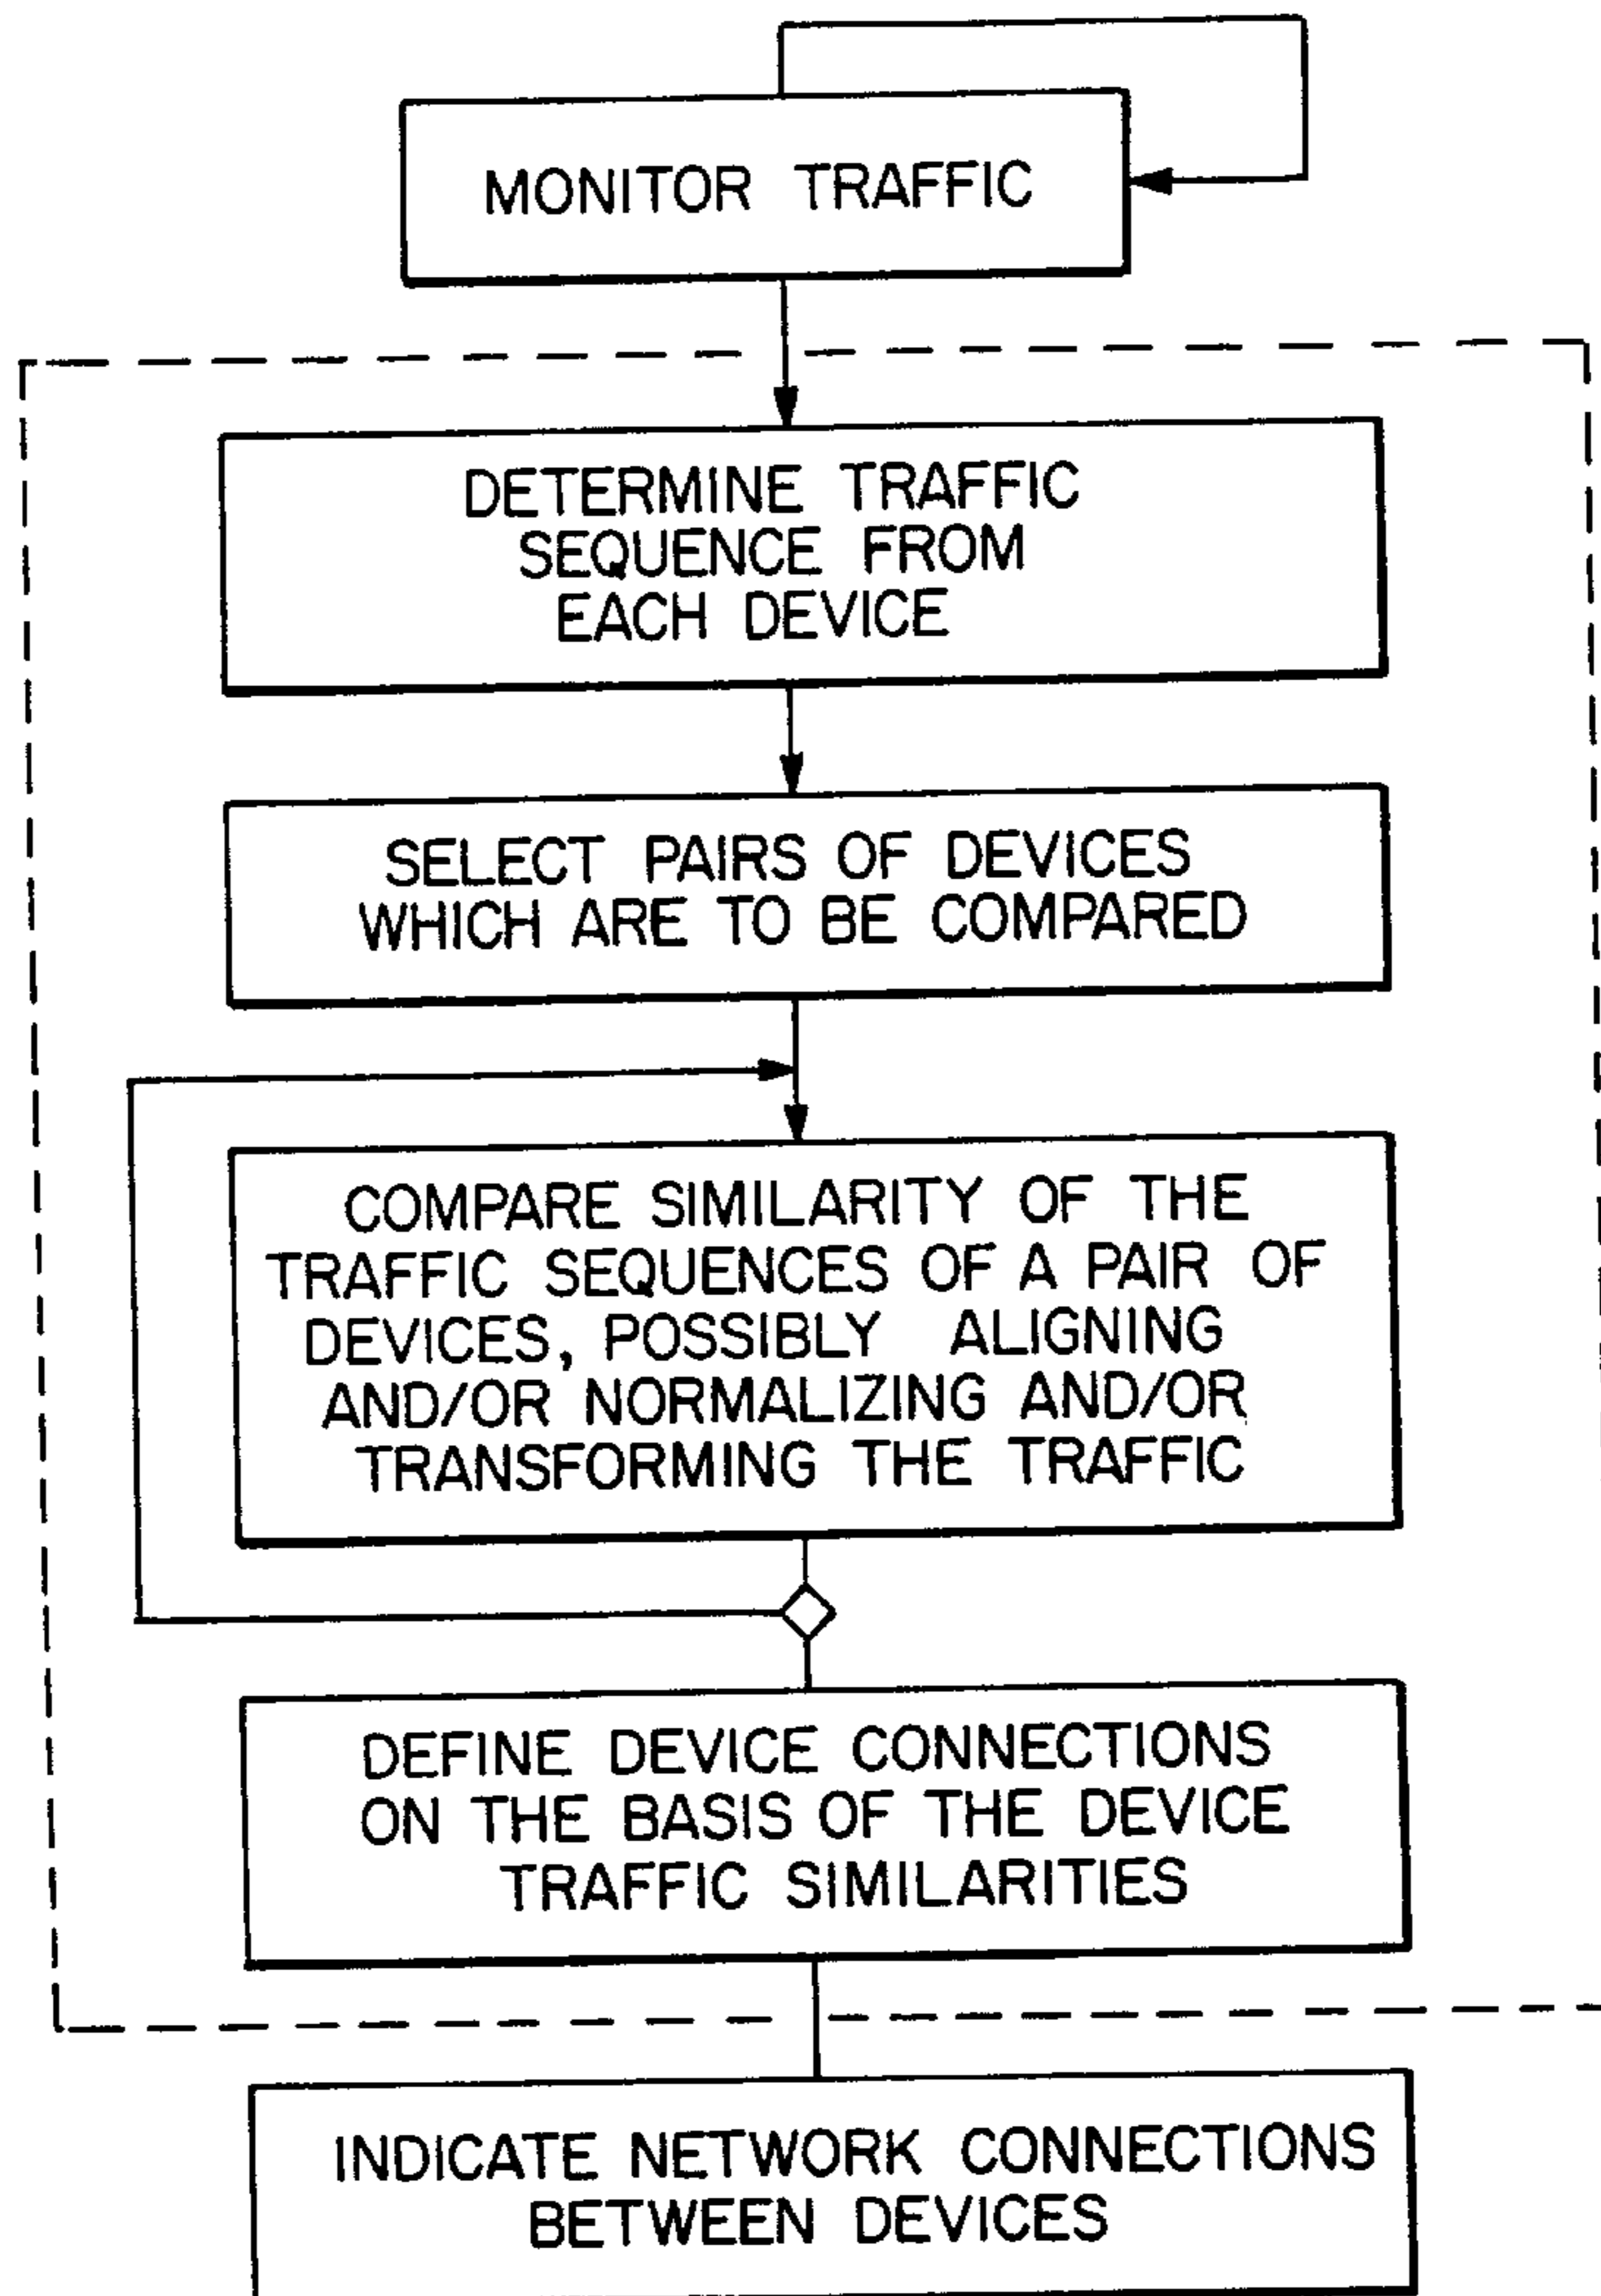 MONITOR TRAFFIC
DETERMINE TRAFFIC
SEQUENCE FROM
EACH DEVICE
SELECT PAIRS OF DEVICES
WHICH ARE TO BE COMPARED
COMPARE SIMILARITY OF THE
TRAFFIC SEQUENCES OF A PAIR OF
DEVICES, POSSIBLY ALIGNING
AND/OR NORMALIZING AND/OR
TRANSFORMING THE TRAFFIC
DEFINE DEVICE CONNECTIONS
ON THE BASIS OF THE DEVICE
TRAFFIC SIMILARITIES
INDICATE NETWORK CONNECTIONS
BETWEEN DEVICES